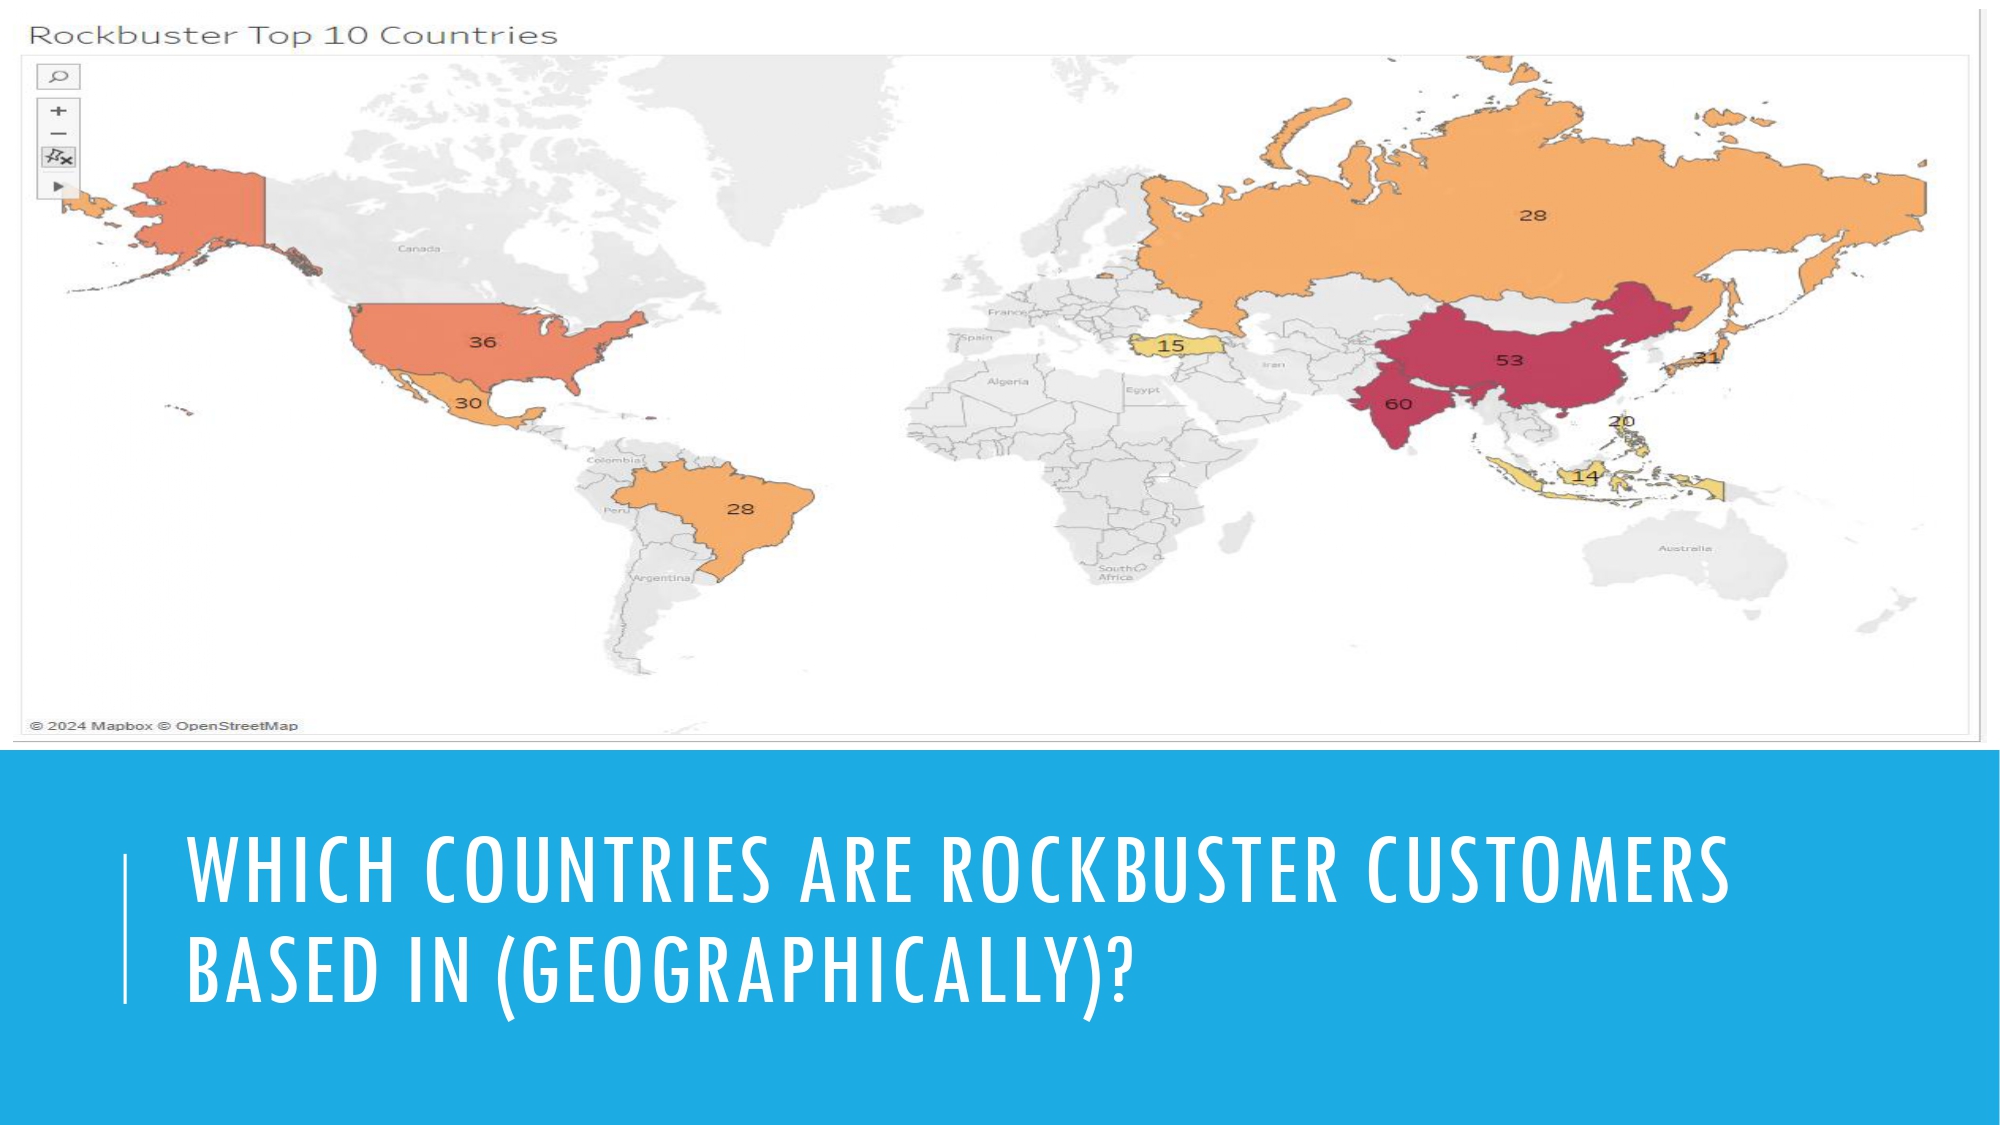 Rockbuster Top 10 Countries
28
Canada
France
36
Spain
15
31
53
Iran
Algeria
Egypt
30
60
20
Colombia
14
28
Peru
Australia
South
Africa
Argentina
© 2024 Mapbox © OpenStreetMap
WHICH COUNTRIES ARE ROCKBUSTER CUSTOMERS
BASED IN (GEOGRAPHICALLY)?